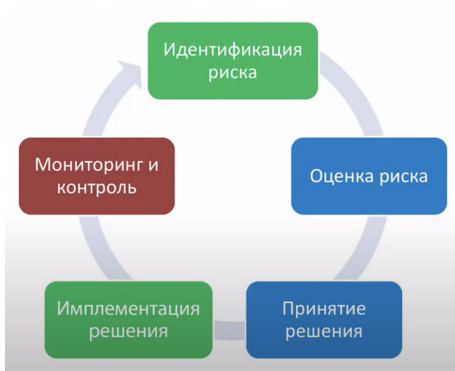 Идентификация
риска
Оценка риска
Принятие
решения
Имплементация
решения
Мониторинг и
контроль